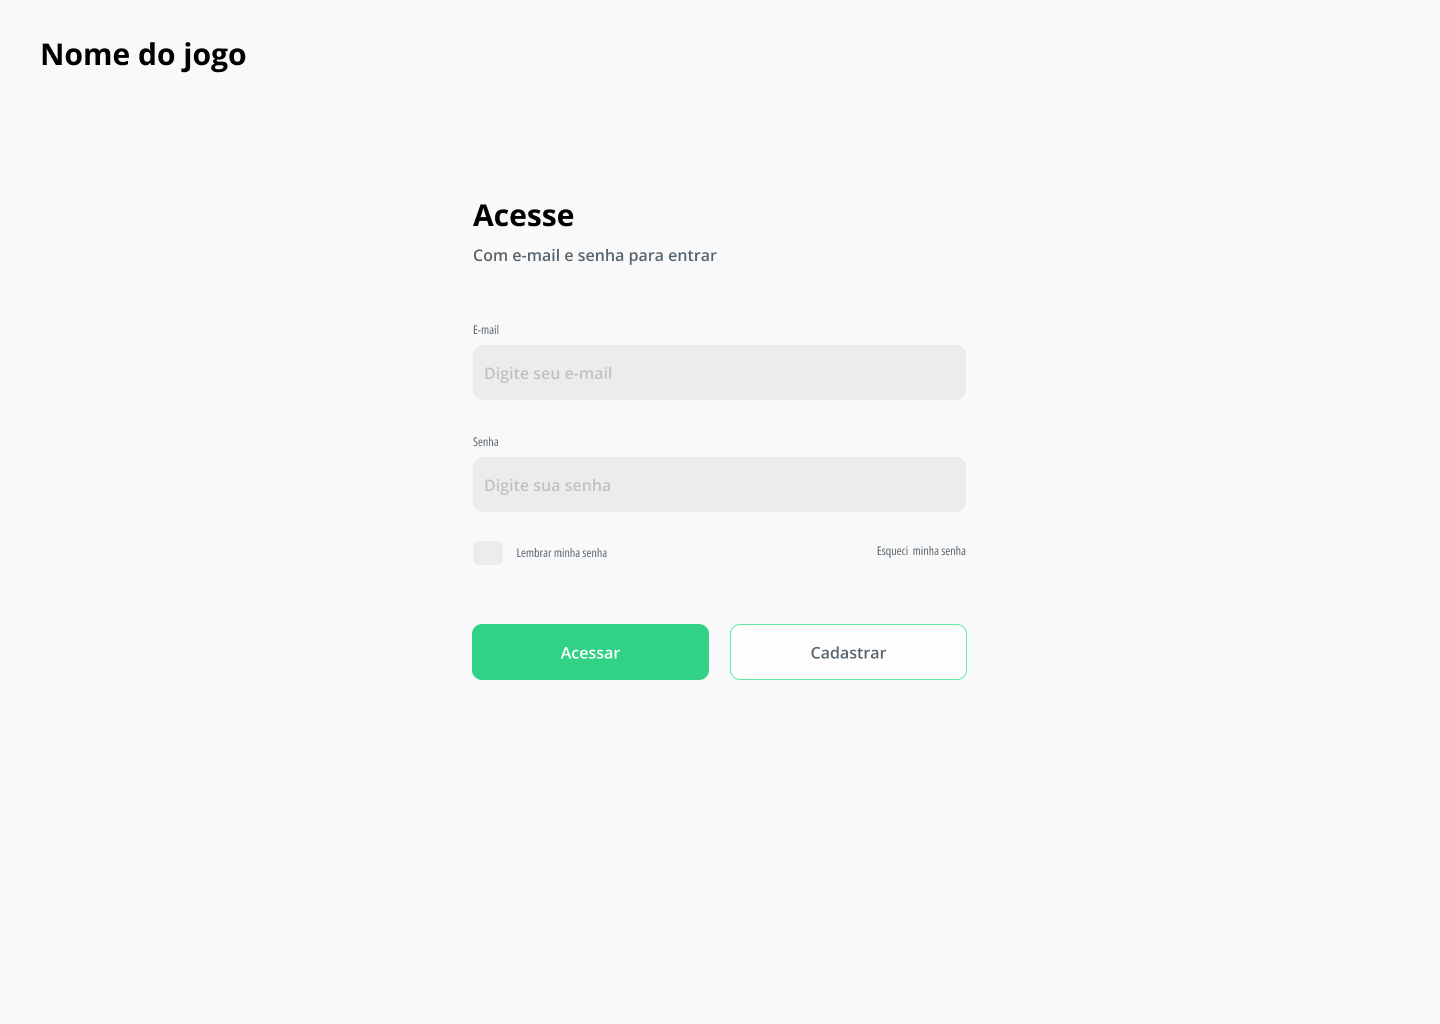 Nome do jogo
Acesse
Com e-mail e senha para entrar
E-mail
Digite seu e-mail
Senha
Digite sua senha
Lembrar minha senha
Esqueci minha senha
Acessar
Cadastrar